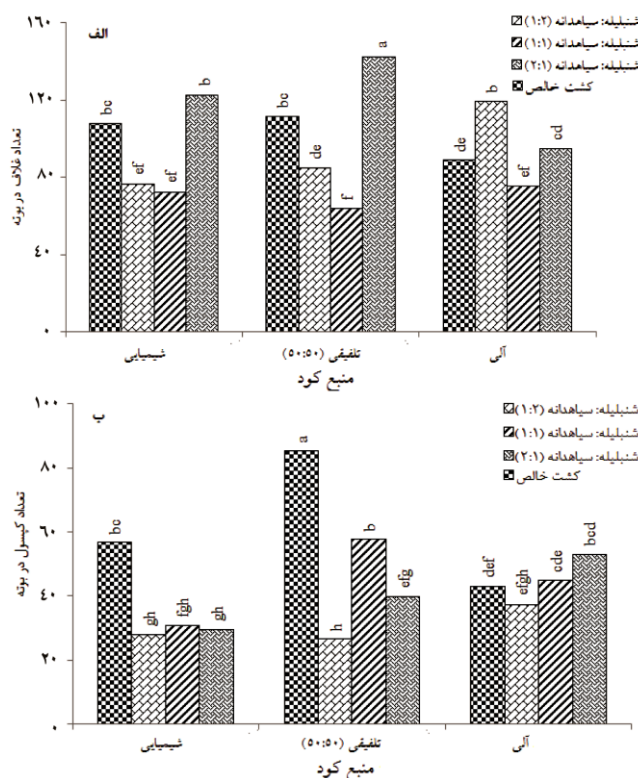 الف
تعداد غلاف در بوته
۱۶۰
۱۲۰
۸۰
۴۰
۰
شنبلیله: سیاهدانه (۱:۲)
شنبلیله: سیاهدانه (۱:۱)
شنبلیله: سیاهدانه (۲:۱)
کشت خالص
bc
ef
ef
b
bc
de
f
a
de
b
ef
cd
شیمیایی
تلفیقی (۵۰:۵۰)
آلی
منبع کود
ب
تعداد کپسول در بوته
۱۰۰
۸۰
۶۰
۴۰
۲۰
۰
شنبلیله: سیاهدانه (۱:۲)
شنبلیله: سیاهدانه (۱:۱)
شنبلیله: سیاهدانه (۲:۱)
کشت خالص
bc
gh
fgh
gh
a
h
b
efg
def
efgh
cde
bcd
شیمیایی
تلفیقی (۵۰:۵۰)
آلی
منبع کود